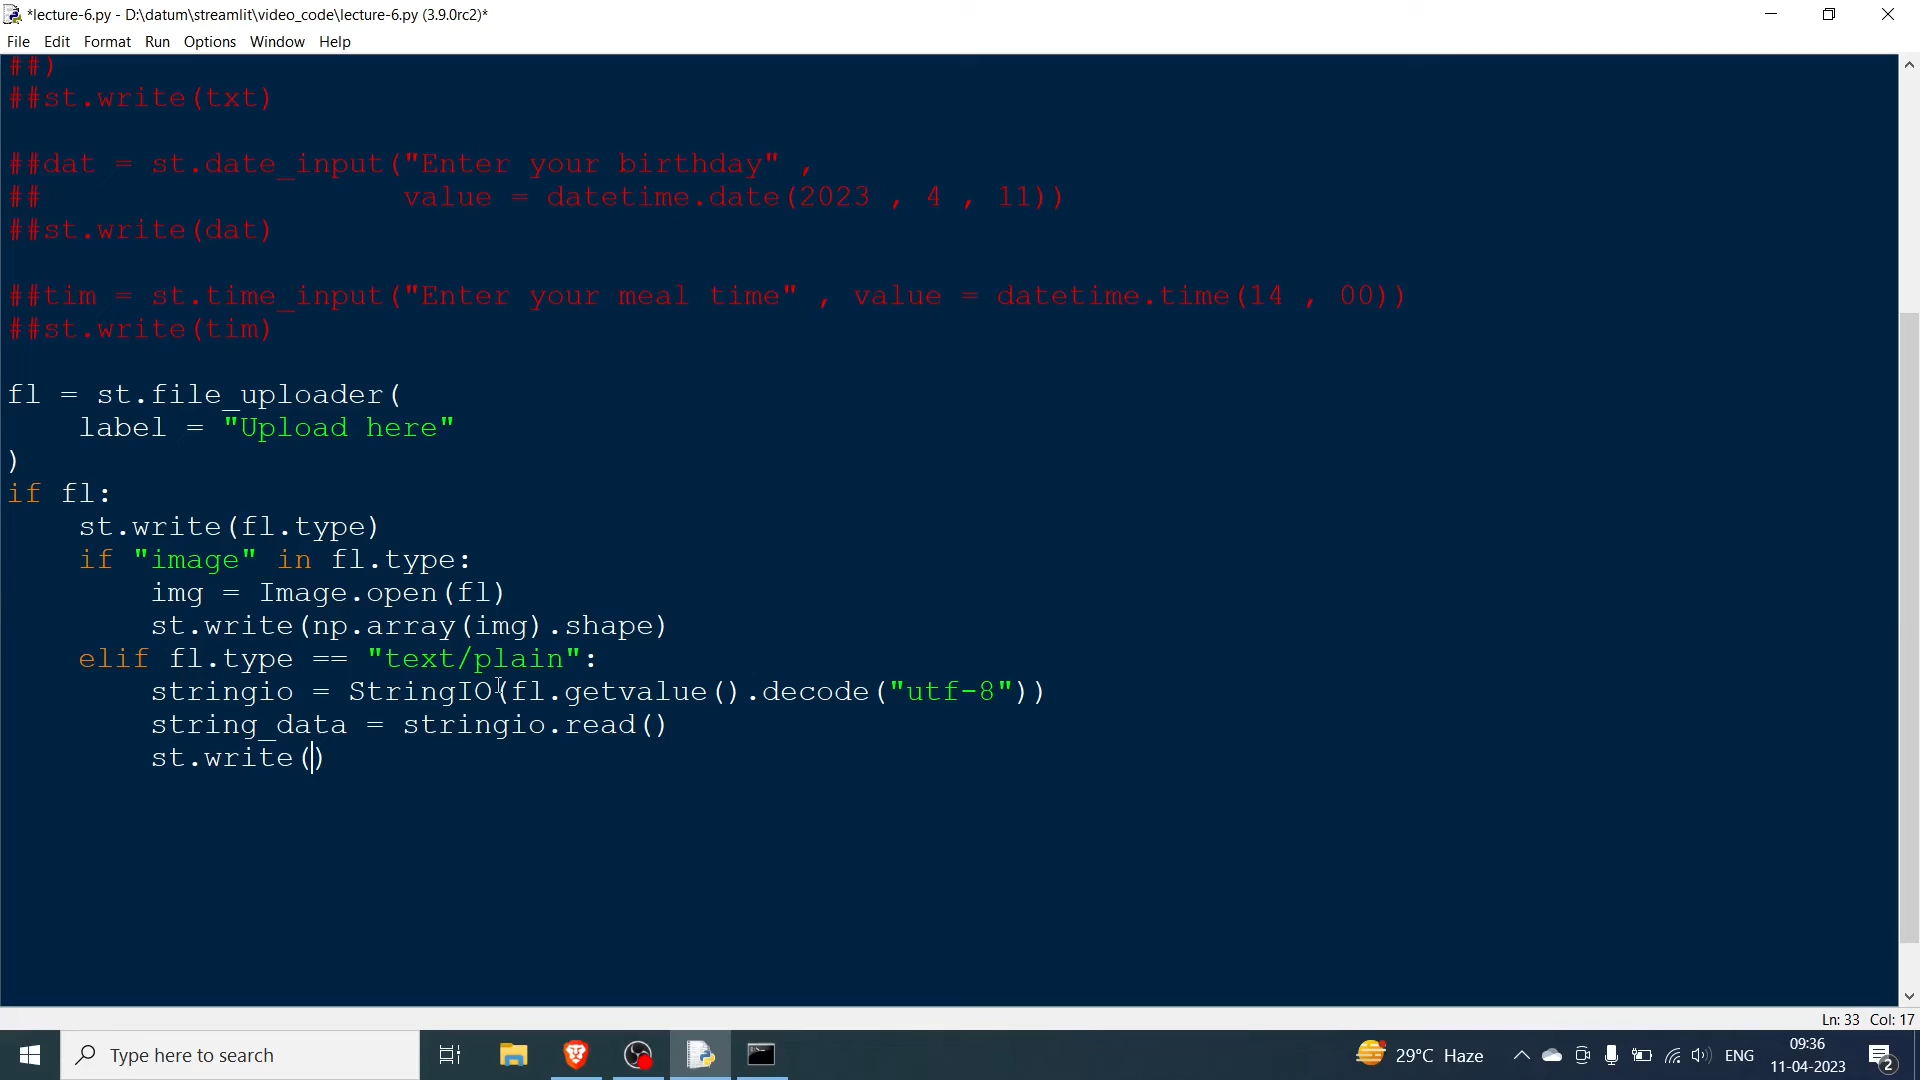 *lecture-6.py - D:\datum\streamlit\video_code\lecture-6.py (3.9.0rc2)*
File Edit Format Run Options Window Help
##)
##st.write(txt)
##dat = st.date_input("Enter your birthday" ,
## value = datetime.date(2023 , 4 , 11))
##st.write(dat)
##tim = st.time_input("Enter your meal time" , value = datetime.time(14 , 00))
##st.write(tim)
fl = st.file_uploader(
label = "Upload here"
)
if fl:
st.write(fl.type)
if "image" in fl.type:
img = Image.open(fl)
st.write(np.array(img).shape)
elif fl.type == "text/plain":
stringio = StringIO(fl.getvalue().decode("utf-8"))
string_data = stringio.read()
st.write()
Ln: 33 Col: 17
Type here to search
29°C Haze
ENG
09:36
11-04-2023
2